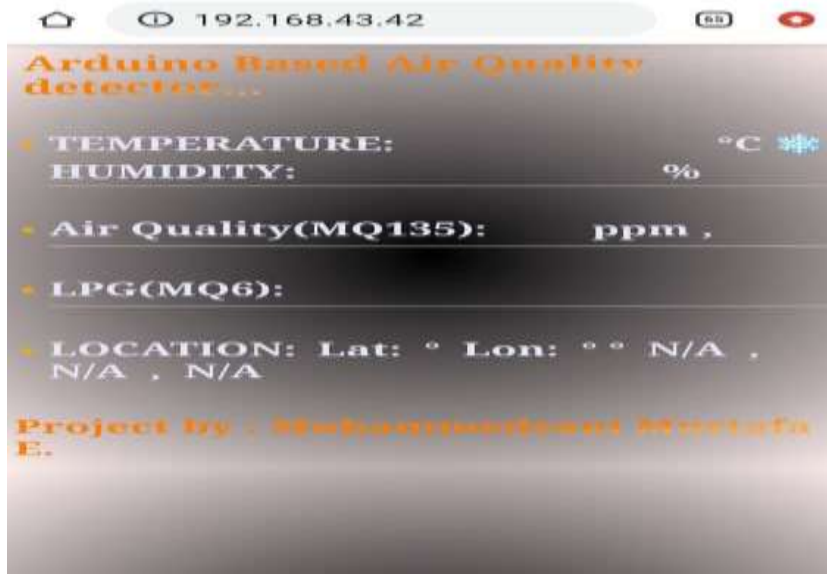 192.168.43.42
Arduino Based Air Quality
detector...
TEMPERATURE: °C
HUMIDITY: %
Air Quality(MQ135): ppm ,
LPG(MQ6):
LOCATION: Lat: ° Lon: ° ° N/A ,
N/A , N/A
Project by : Mustafa
E.